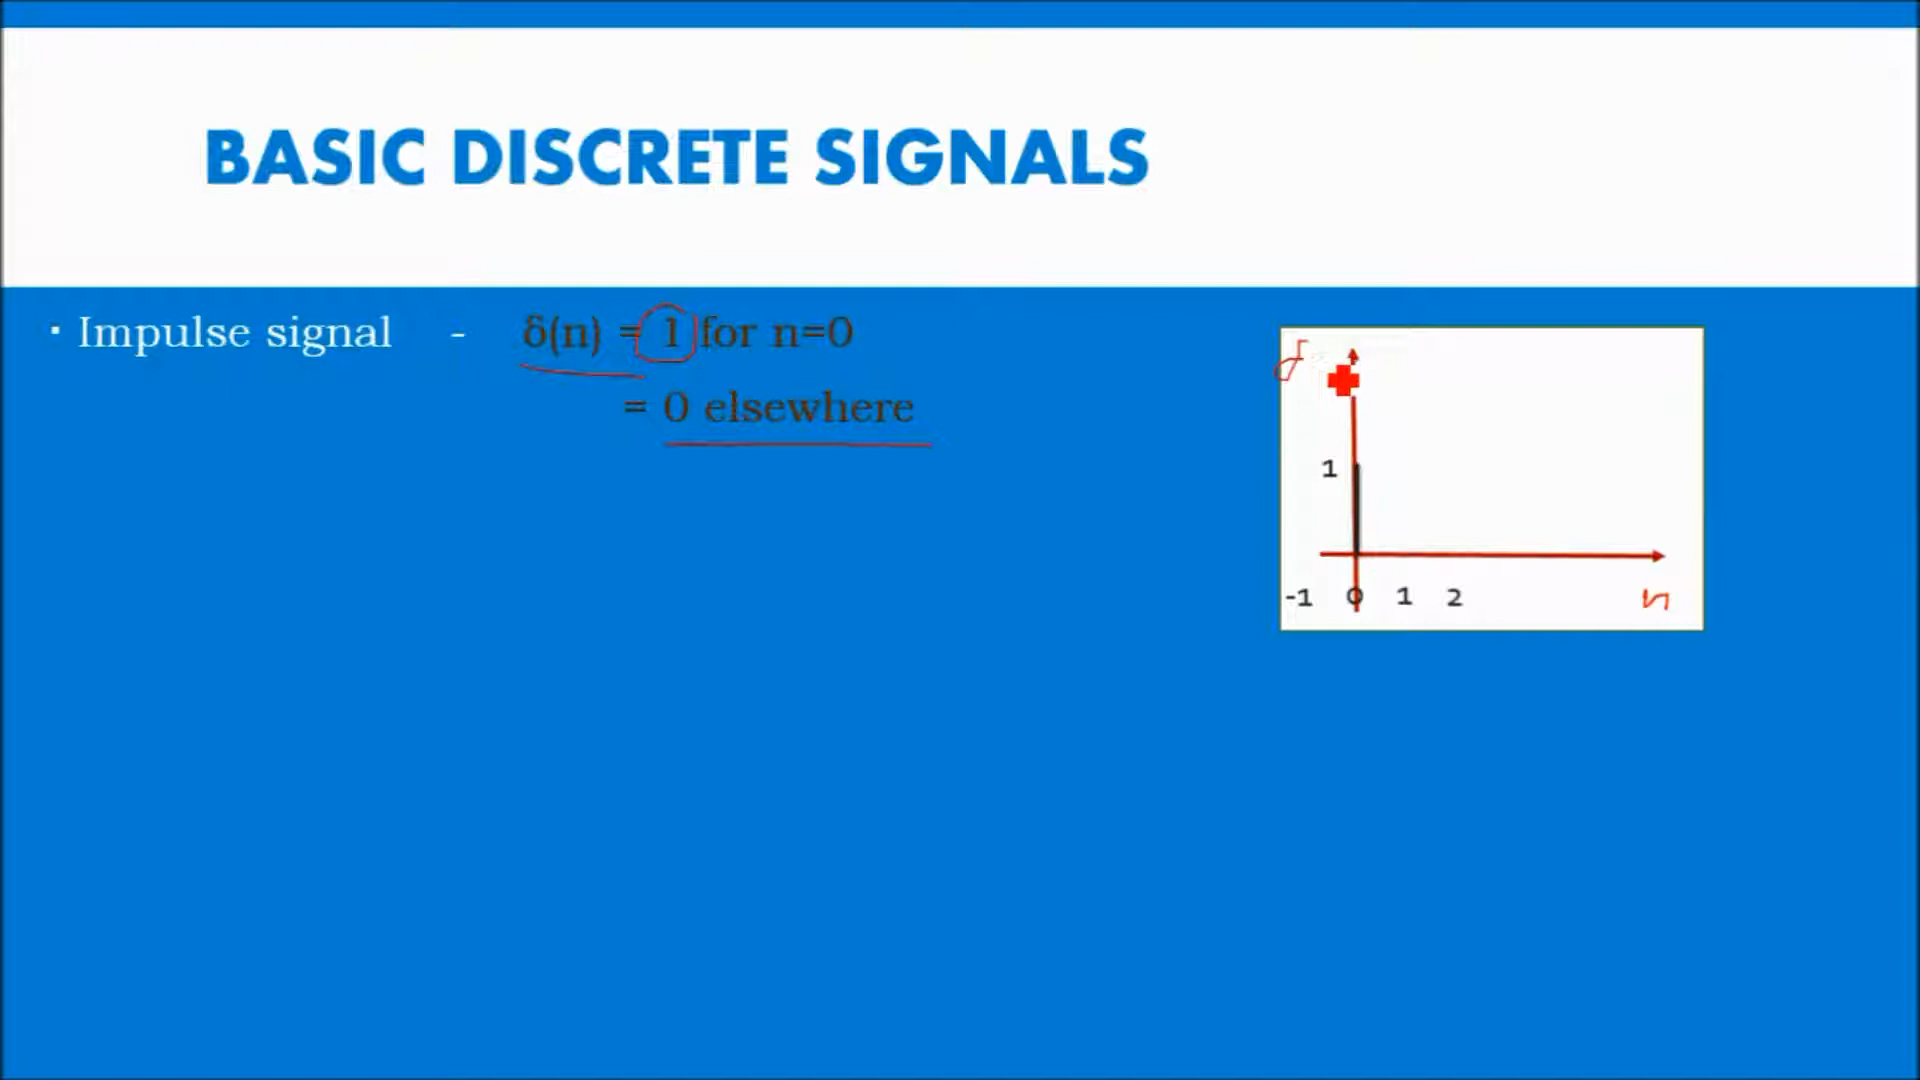 BASIC DISCRETE SIGNALS
▪ Impulse signal - δ(n) = 1 for n=0
= 0 elsewhere
1
-1 0 1 2 n